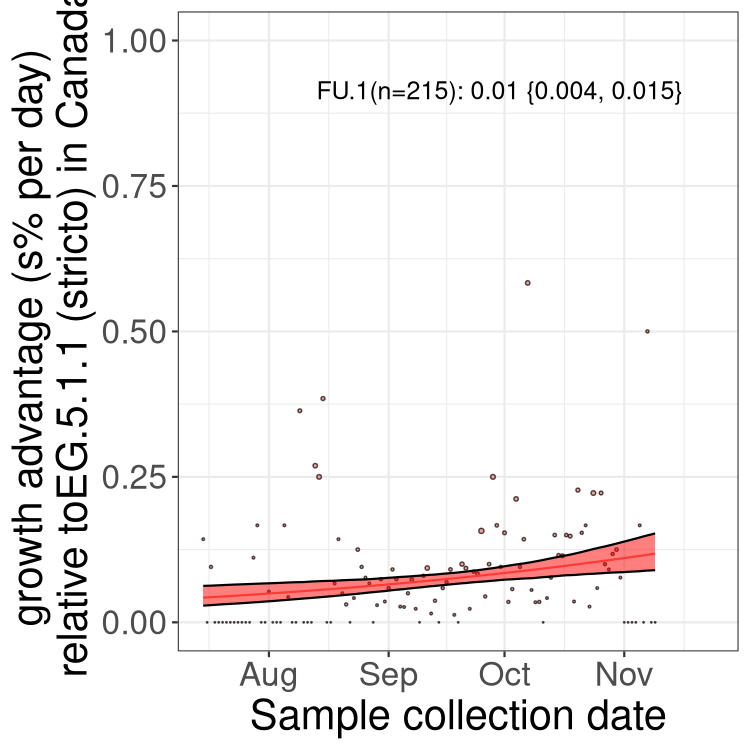 growth advantage (s% per day)
relative toEG.5.1.1 (stricto) in Canada
1.00
FU.1(n=215): 0.01 {0.004, 0.015}
0.75
0.50
0.25
0.00
Aug Sep Oct Nov
Sample collection date